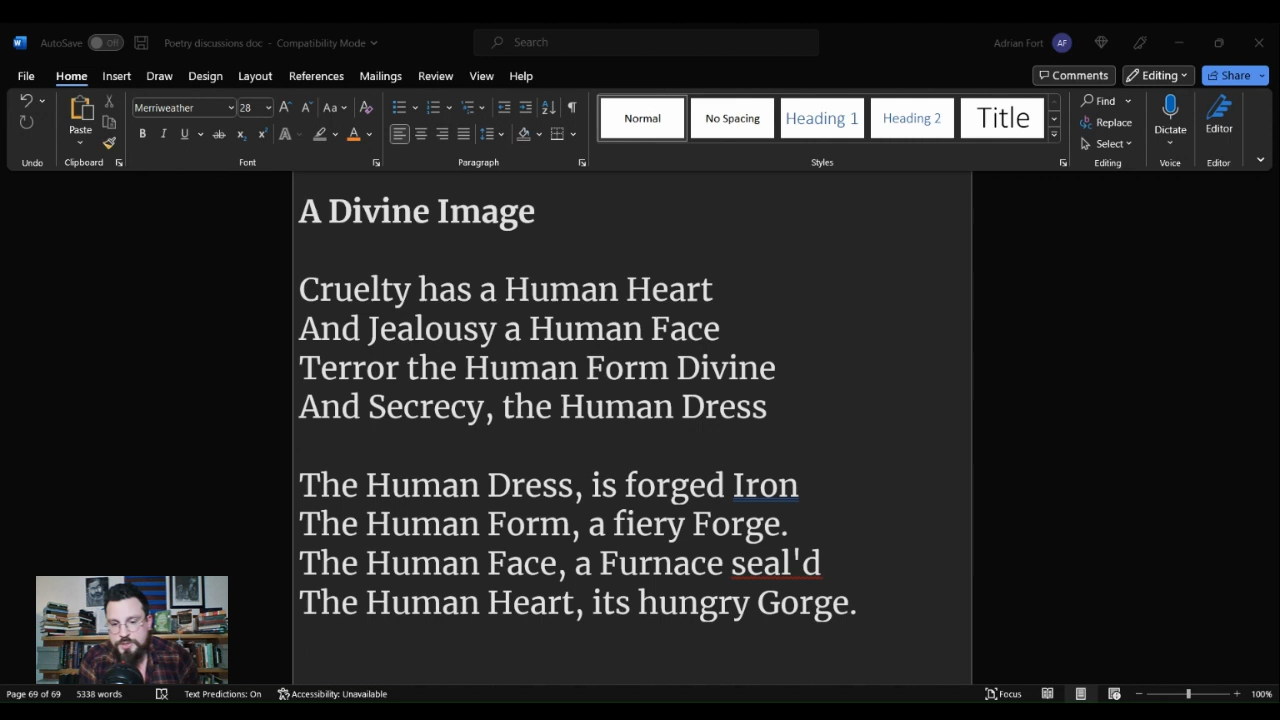 AutoSave Off Poetry discussions doc - Compatibility Mode Search Adrian Fort AF
File Home Insert Draw Design Layout References Mailings Review View Help Comments Editing Share
Merriweather 28 Aa Normal No Spacing Heading 1 Heading 2 Title Find
Paste Replace Dictate Editor
B I U ab x₂ x² A A Select
Undo Clipboard Font Paragraph Styles Editing Voice Editor
A Divine Image
Cruelty has a Human Heart
And Jealousy a Human Face
Terror the Human Form Divine
And Secrecy, the Human Dress
The Human Dress, is forged Iron
The Human Form, a fiery Forge.
The Human Face, a Furnace seal'd
The Human Heart, its hungry Gorge.
Page 69 of 69 5338 words Text Predictions: On Accessibility: Unavailable Focus 100%